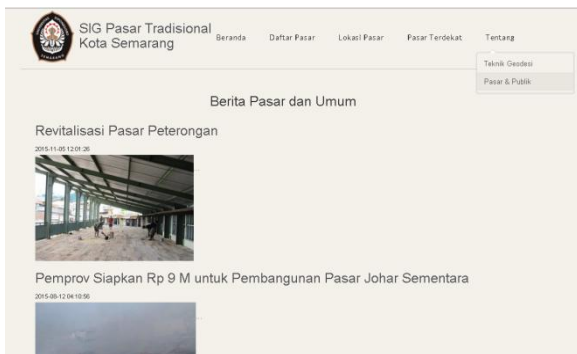 SIG Pasar Tradisional
Kota Semarang
Beranda
Daftar Pasar
Lokasi Pasar
Pasar Terdekat
Tentang
Teknik Geodesi
Pasar & Publik
Berita Pasar dan Umum
Revitalisasi Pasar Peterongan
2015-11-05 12:01:26
Pemprov Siapkan Rp 9 M untuk Pembangunan Pasar Johar Sementara
2015-08-12 04:10:56